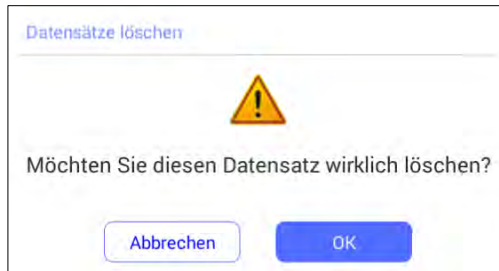 Datensätze löschen
Möchten Sie diesen Datensatz wirklich löschen?
Abbrechen
OK